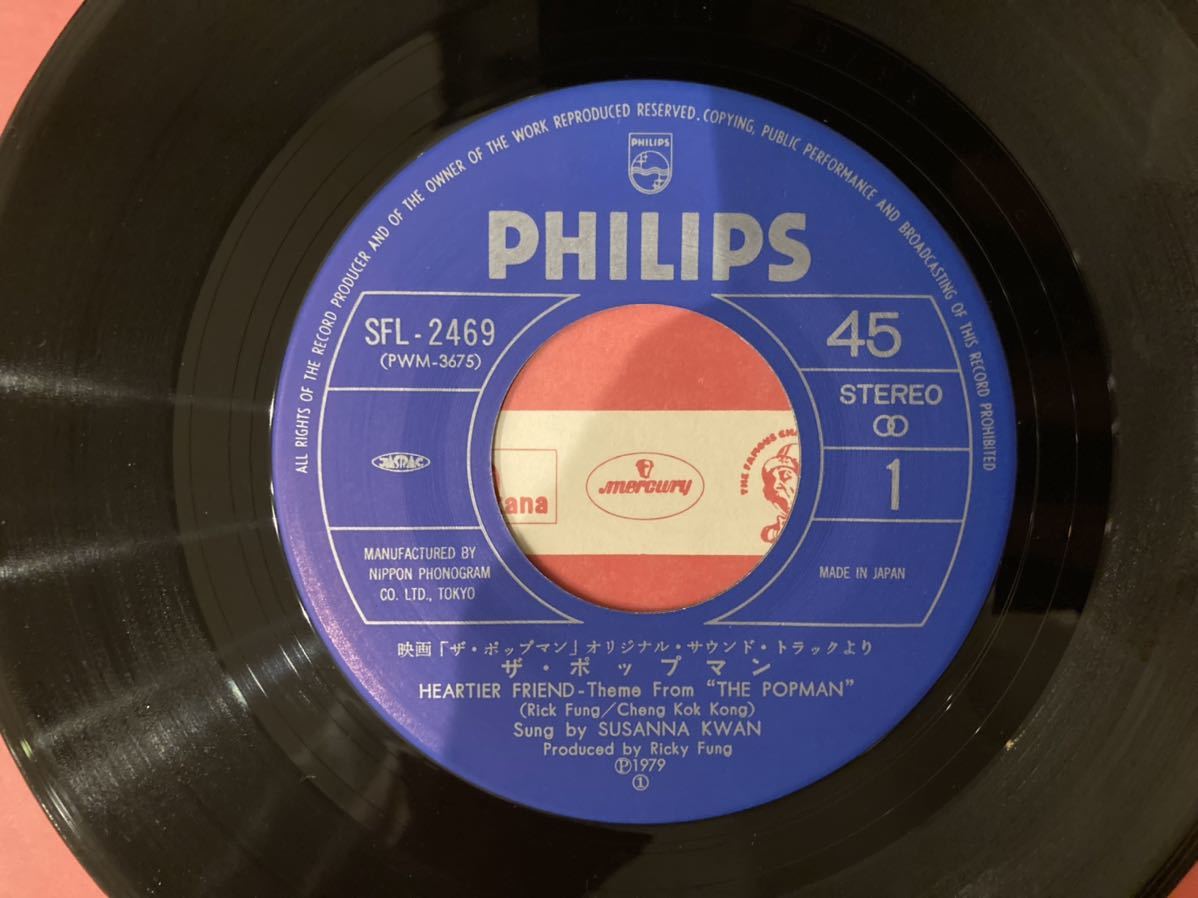 ALL RIGHTS OF THE RECORD PRODUCER AND OF THE OWNER OF THE WORK REPRODUCED RESERVED. COPYING, PUBLIC PERFORMANCE AND BROADCASTING OF THIS RECORD PROHIBITED
PHILIPS
PHILIPS
SFL-2469
(PWM-3675)
45
STEREO
JASRAC
1
MANUFACTURED BY
NIPPON PHONOGRAM
CO. LTD., TOKYO
MADE IN JAPAN
ana
mercury
THE FAMOUS
映画「ザ・ポップマン」オリジナル・サウンド・トラックより
ザ・ポップマン
HEARTIER FRIEND-Theme From "THE POPMAN"
(Rick Fung/Cheng Kok Kong)
Sung by SUSANNA KWAN
Produced by Ricky Fung
Ⓟ1979
①